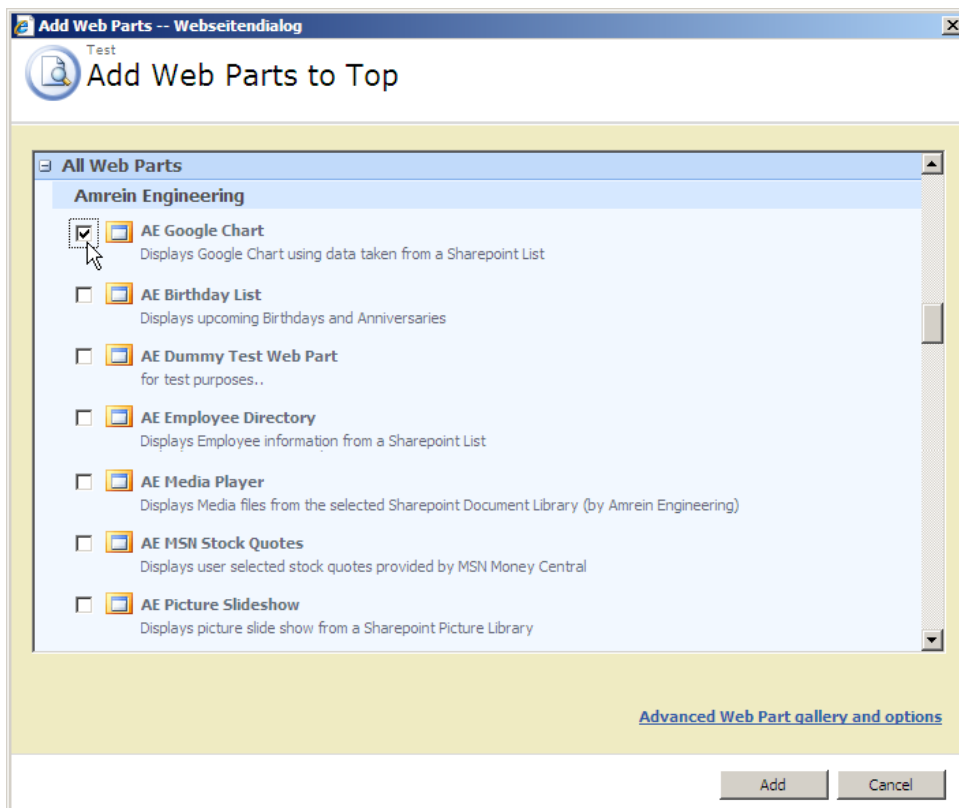 Add Web Parts -- Webseitendialog
Test
Add Web Parts to Top
All Web Parts
Amrein Engineering
AE Google Chart
Displays Google Chart using data taken from a Sharepoint List
AE Birthday List
Displays upcoming Birthdays and Anniversaries
AE Dummy Test Web Part
for test purposes..
AE Employee Directory
Displays Employee information from a Sharepoint List
AE Media Player
Displays Media files from the selected Sharepoint Document Library (by Amrein Engineering)
AE MSN Stock Quotes
Displays user selected stock quotes provided by MSN Money Central
AE Picture Slideshow
Displays picture slide show from a Sharepoint Picture Library
Advanced Web Part gallery and options
Add Cancel